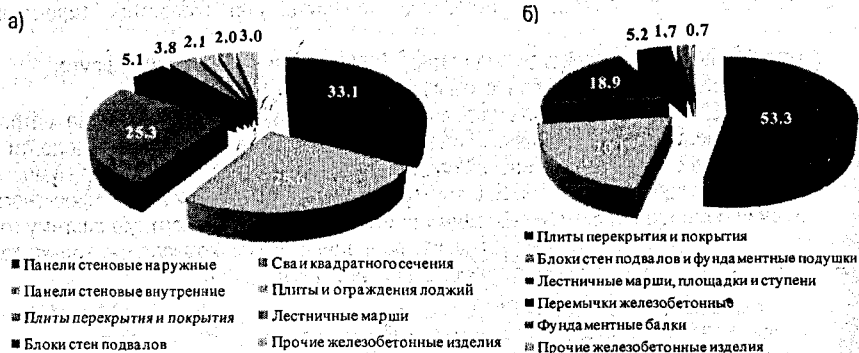 а)
33.1
25.3
5.1
3.8
2.1
2.0
3.0
Панели стеновые наружные
Панели стеновые внутренние
Плиты перекрытия и покрытия
Блоки стен подвалов
Сваи квадратного сечения
Плиты и ограждения лоджий
Лестничные марши
Прочие железобетонные изделия
б)
53.3
18.9
5.2
1.7
0.7
Плиты перекрытия и покрытия
Блоки стен подвалов и фундаментные подушки
Лестничные марши, площадки и ступени
Перемычки железобетонные
Фундаментные балки
Прочие железобетонные изделия